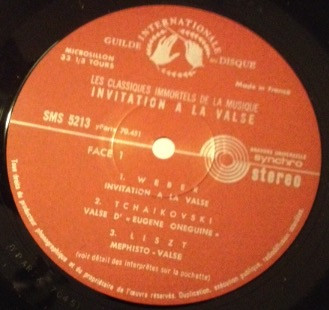 GUILDE INTERNATIONALE DU DISQUE
MICROSILLON
33 1/3 TOURS
Made in France
LES CLASSIQUES IMMORTELS DE LA MUSIQUE
INVITATION A LA VALSE
SMS 5213
FACE 1
GRAVURE UNIVERSELLE
synchro
stereo
1. WEBER
INVITATION A LA VALSE
2. TCHAIKOVSKI
VALSE D' « EUGENE ONEGUINE »
3. LISZT
MEPHISTO - VALSE
(voir détail des interprètes sur la pochette)
Tous droits du producteur phonographique et du propriétaire de l'œuvre réservés. Duplication, exécution publique, radiodiffusion interdites